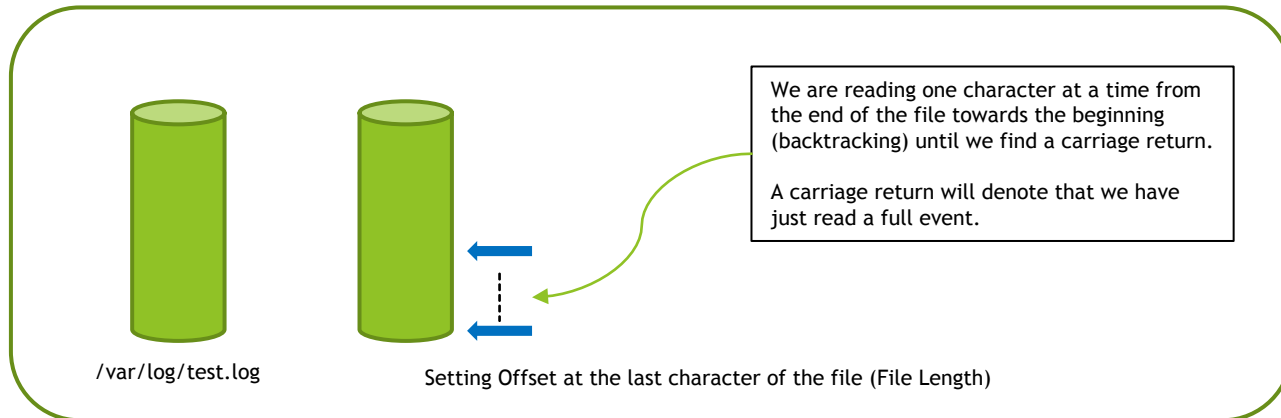 We are reading one character at a time from
the end of the file towards the beginning
(backtracking) until we find a carriage return.
A carriage return will denote that we have
just read a full event.
/var/log/test.log
Setting Offset at the last character of the file (File Length)